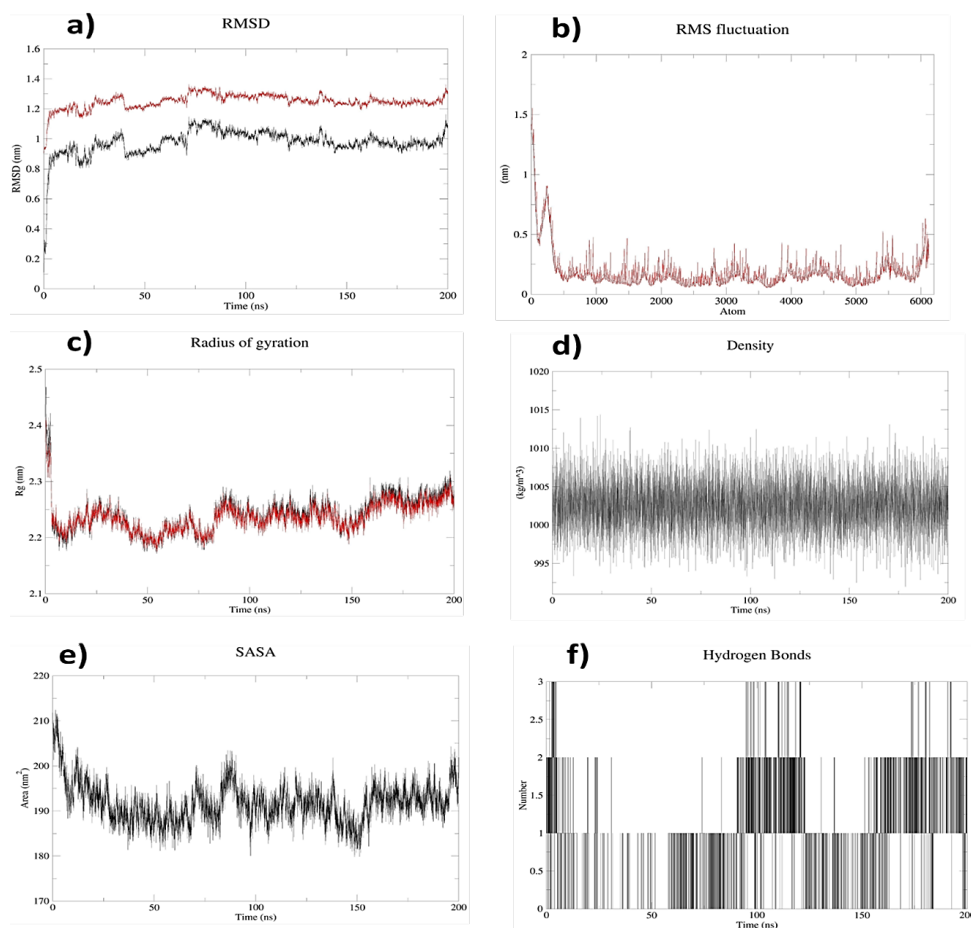 a)
RMSD
1.6
1.4
1.2
1
0.8
0.6
0.4
0.2
0
RMSD (nm)
0
50
100
150
200
Time (ns)
b)
RMS fluctuation
2
1.5
1
0.5
0
(nm)
0
1000
2000
3000
4000
5000
6000
Atom
c)
Radius of gyration
2.5
2.4
2.3
2.2
2.1
Rg (nm)
0
50
100
150
200
Time (ns)
d)
Density
1020
1015
1010
1005
1000
995
(kg/m^3)
0
50
100
150
200
Time (ns)
e)
SASA
220
210
200
190
180
170
Area (nm²)
0
50
100
150
200
Time (ns)
f)
Hydrogen Bonds
3
2.5
2
1.5
1
0.5
0
Number
0
50
100
150
200
Time (ns)